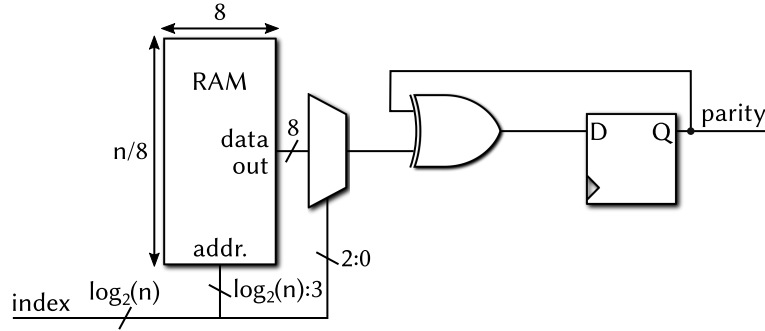 8
RAM
n/8
data
out
8
addr.
index
log₂(n)
log₂(n):3
2:0
D
Q
parity